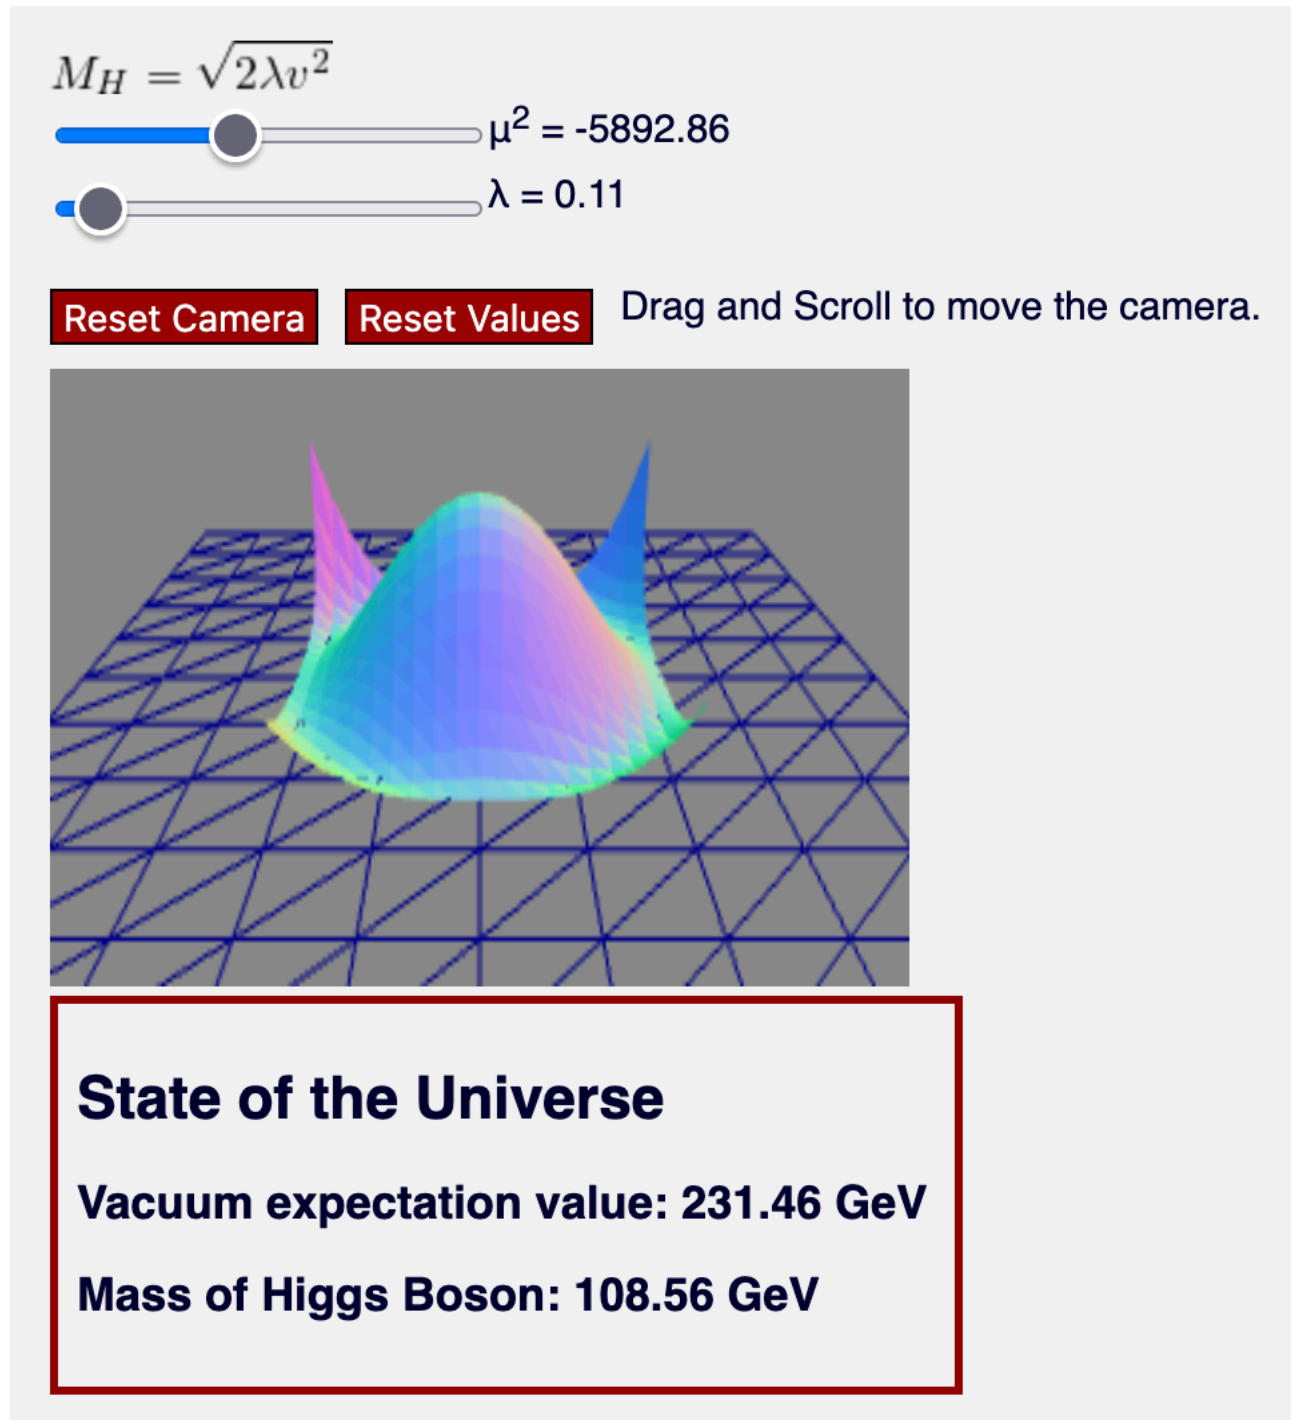 M_H = √(2λv²)
μ² = -5892.86
λ = 0.11
Reset Camera Reset Values Drag and Scroll to move the camera.
State of the Universe
Vacuum expectation value: 231.46 GeV
Mass of Higgs Boson: 108.56 GeV